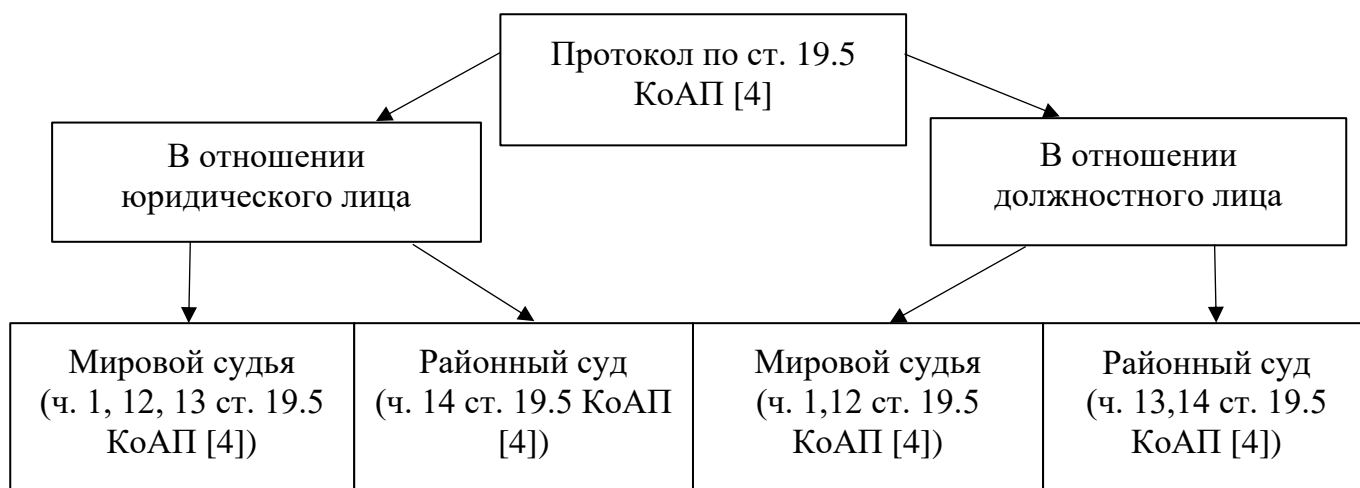 Протокол по ст. 19.5
КоАП [4]
В отношении
юридического лица
В отношении
должностного лица
Мировой судья
(ч. 1, 12, 13 ст. 19.5
КоАП [4])
Районный суд
(ч. 14 ст. 19.5 КоАП
[4])
Мировой судья
(ч. 1,12 ст. 19.5
КоАП [4])
Районный суд
(ч. 13,14 ст. 19.5
КоАП [4])